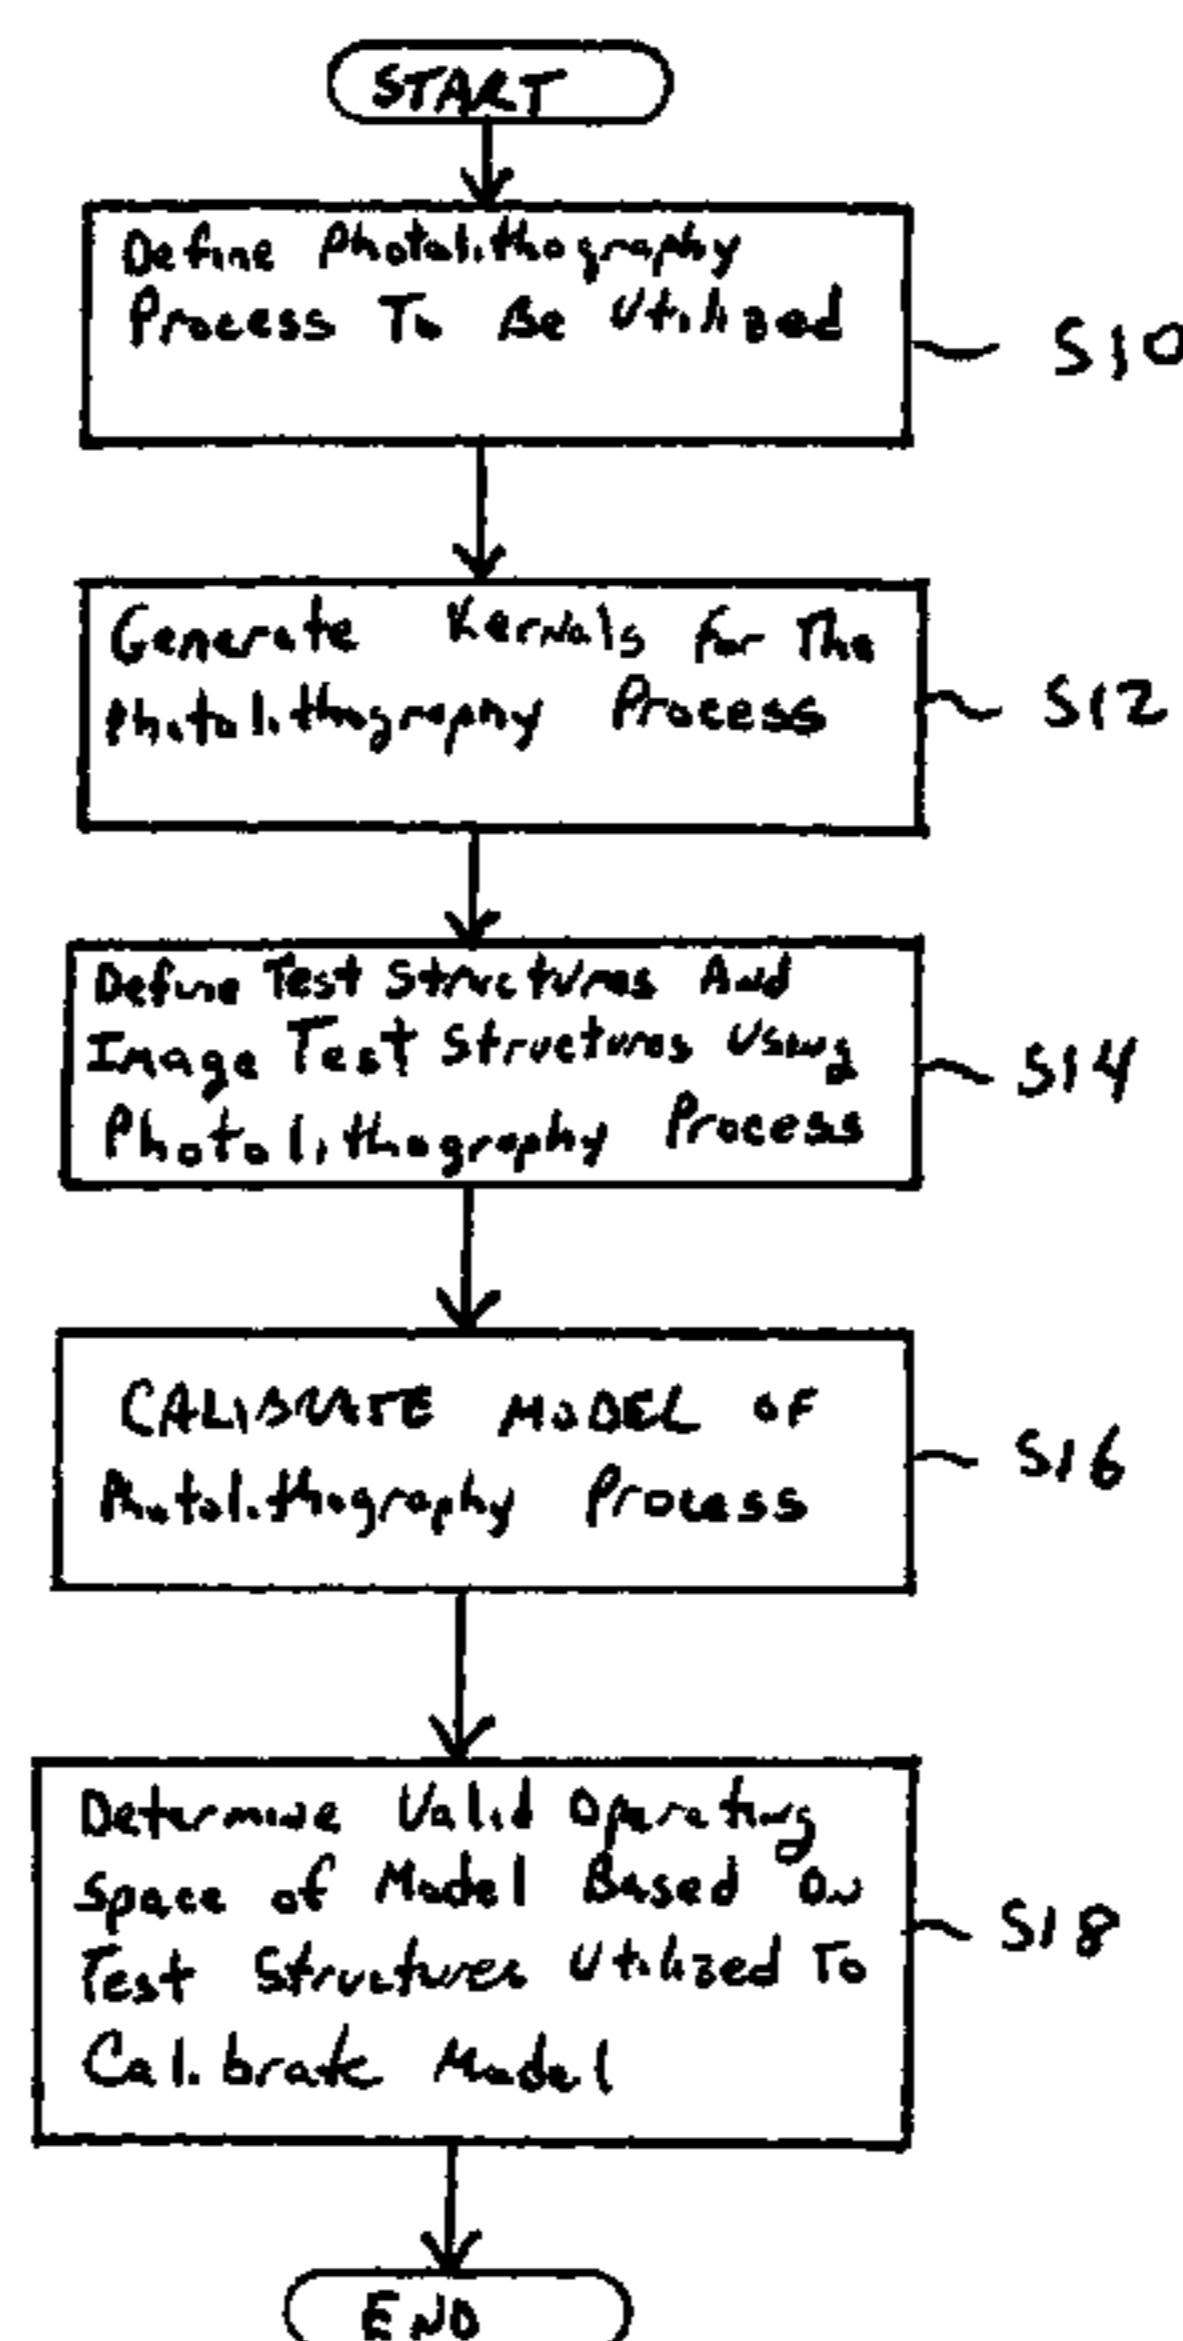 START
Define Photolithography
Process To Be Utilized
S10
Generate Kernals For The
Photolithography Process
S12
Define Test Structures And
Image Test Structures Using
Photolithography Process
S14
CALIBRATE MODEL OF
Photolithography Process
S16
Determine Valid Operating
Space of Model Based On
Test Structures Utilized To
Calibrate Model
S18
END